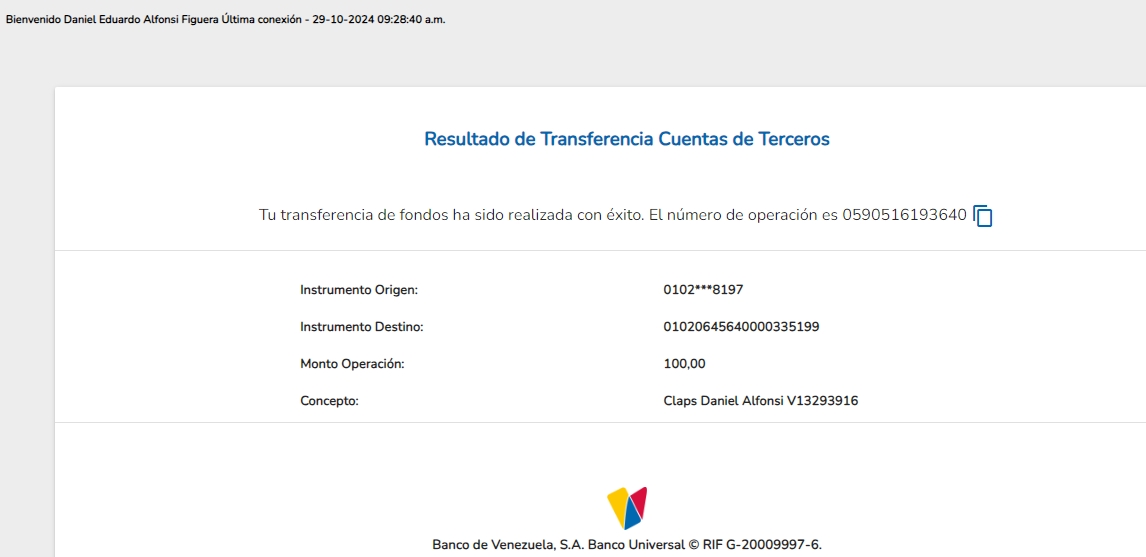 Bienvenido Daniel Eduardo Alfonsi Figuera Última conexión - 29-10-2024 09:28:40 a.m.
Resultado de Transferencia Cuentas de Terceros
Tu transferencia de fondos ha sido realizada con éxito. El número de operación es 0590516193640
Instrumento Origen: 0102***8197
Instrumento Destino: 01020645640000335199
Monto Operación: 100,00
Concepto: Claps Daniel Alfonsi V13293916
Banco de Venezuela, S.A. Banco Universal © RIF G-20009997-6.